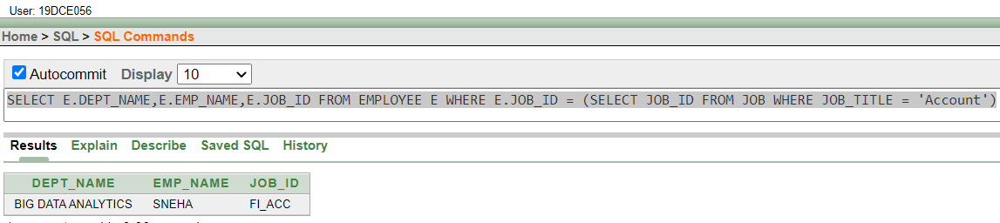 User: 19DCE056
Home > SQL > SQL Commands
Autocommit Display 10
SELECT E.DEPT_NAME,E.EMP_NAME,E.JOB_ID FROM EMPLOYEE E WHERE E.JOB_ID = (SELECT JOB_ID FROM JOB WHERE JOB_TITLE = 'Account')
Results Explain Describe Saved SQL History
DEPT_NAME EMP_NAME JOB_ID
BIG DATA ANALYTICS SNEHA FI_ACC